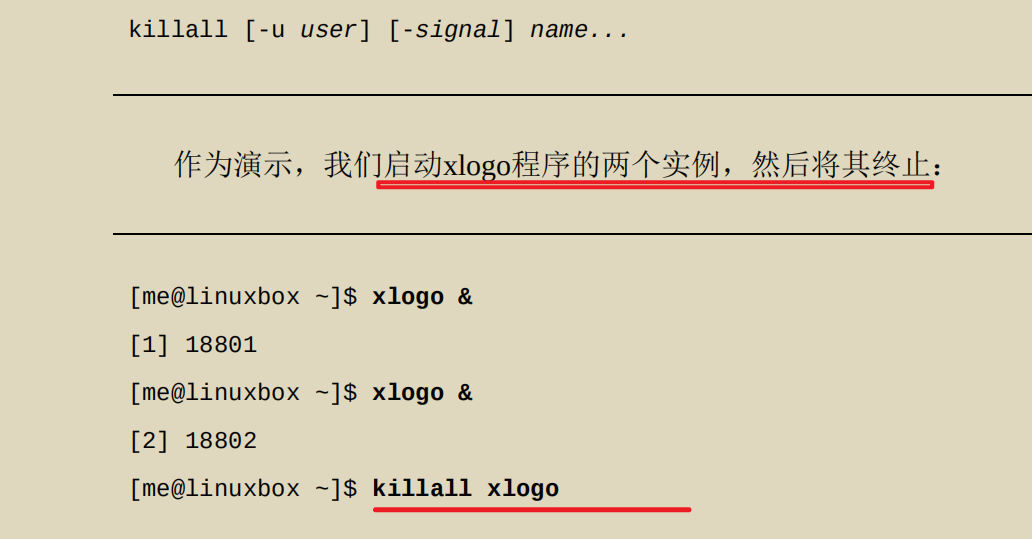 killall [-u user] [-signal] name...
作为演示，我们启动xlogo程序的两个实例，然后将其终止：
[me@linuxbox ~]$ xlogo &
[1] 18801
[me@linuxbox ~]$ xlogo &
[2] 18802
[me@linuxbox ~]$ killall xlogo